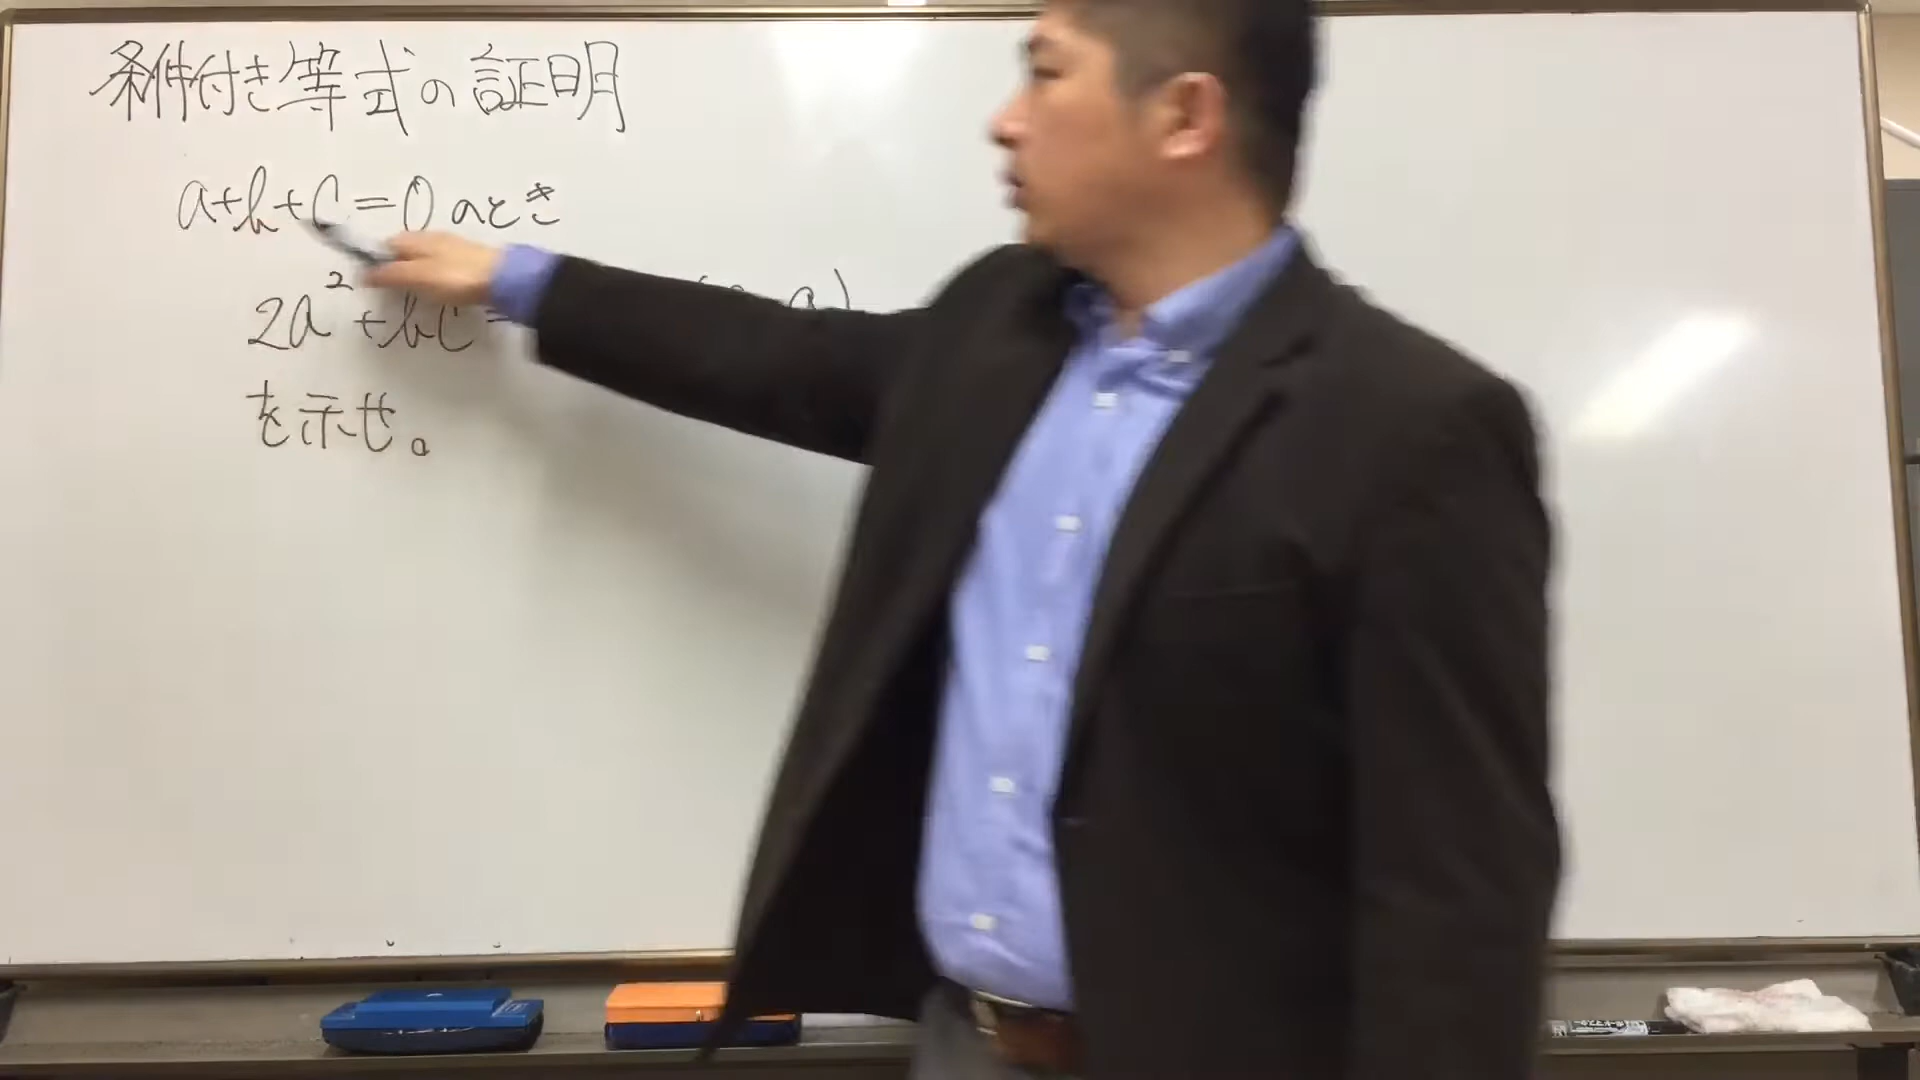 条件付き等式の証明
a+b+c=0のとき
2a²+bc=
を示せ。